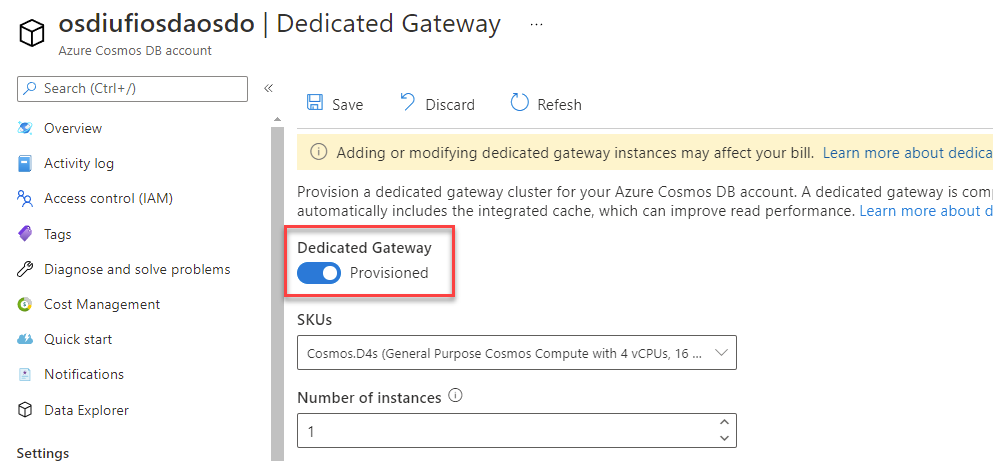 osdiufiosdaosdo | Dedicated Gateway ...
Azure Cosmos DB account
Search (Ctrl+/)
«
Save Discard Refesh
Overview
Activity log
Access control (IAM)
Tags
Diagnose and solve problems
Cost Management
Quick start
Notifications
Data Explorer
Settings
Adding or modifying dedicated gateway instances may affect your bill. Learn more about dedica
Provision a dedicated gateway cluster for your Azure Cosmos DB account. A dedicated gateway is comp
automatically includes the integrated cache, which can improve read performance. Learn more about d
Dedicated Gateway
Provisioned
SKUs
Cosmos.D4s (General Purpose Cosmos Compute with 4 vCPUs, 16 ...
Number of instances
1